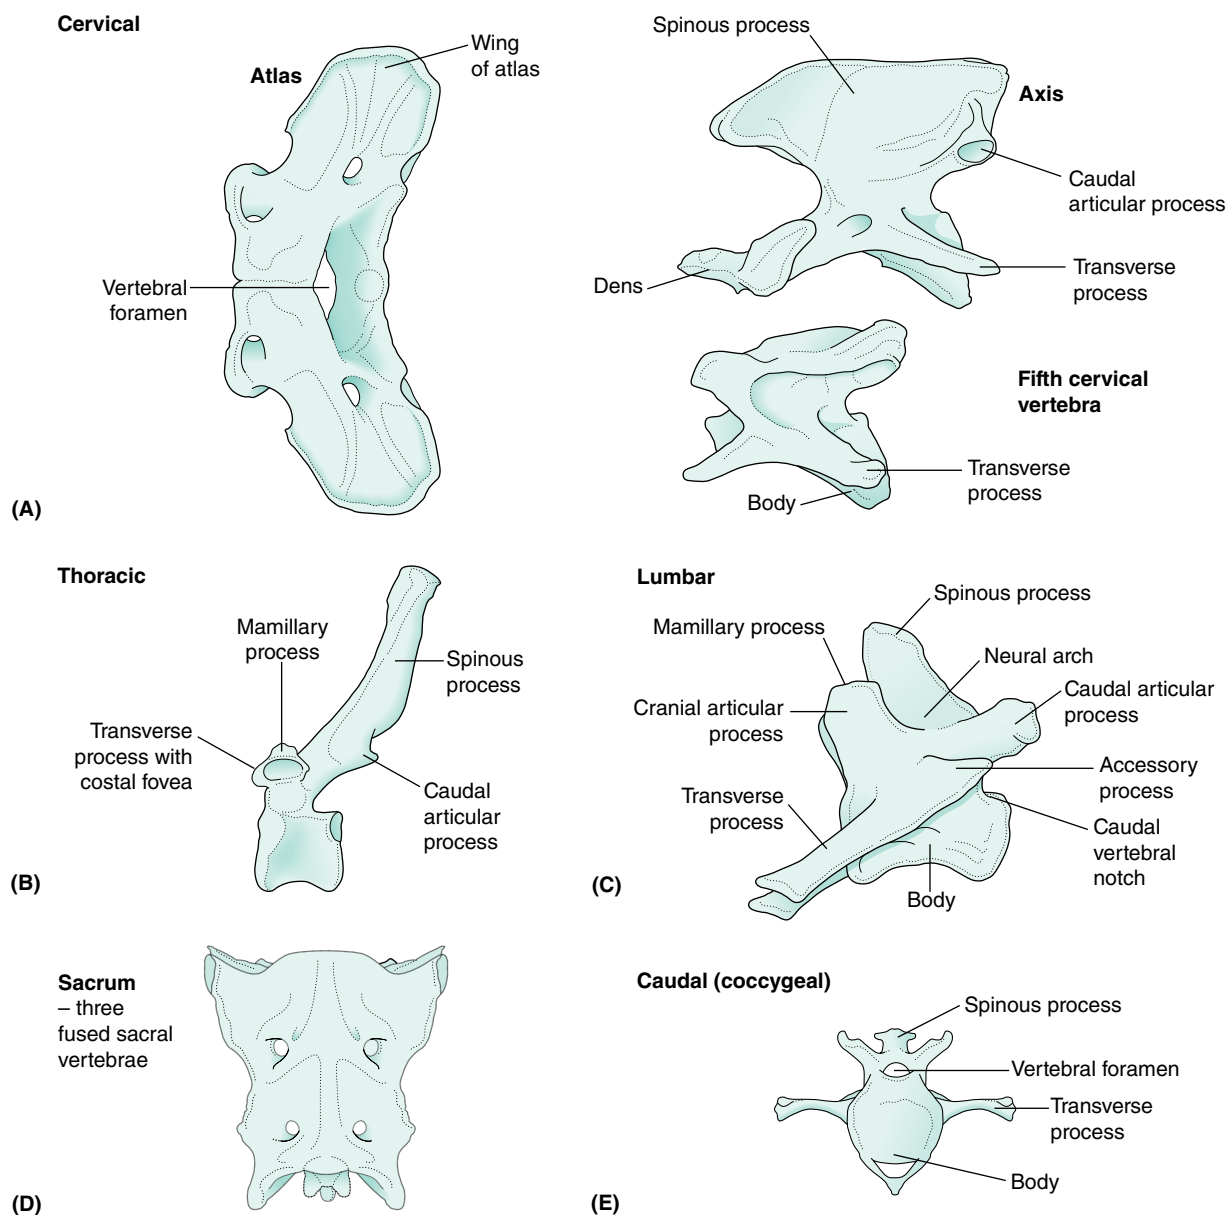 Cervical
Atlas
Wing
of atlas
Vertebral
foramen
Spinous process
Axis
Caudal
articular process
Dens
Transverse
process
Fifth cervical
vertebra
Transverse
process
Body
(A)
Thoracic
Mamillary
process
Spinous
process
Transverse
process with
costal fovea
Caudal
articular
process
(B)
Lumbar
Spinous process
Mamillary process
Neural arch
Cranial articular
process
Caudal articular
process
Accessory
process
Transverse
process
Caudal
vertebral
notch
Body
(C)
Sacrum
– three
fused sacral
vertebrae
(D)
Caudal (coccygeal)
Spinous process
Vertebral foramen
Transverse
process
Body
(E)